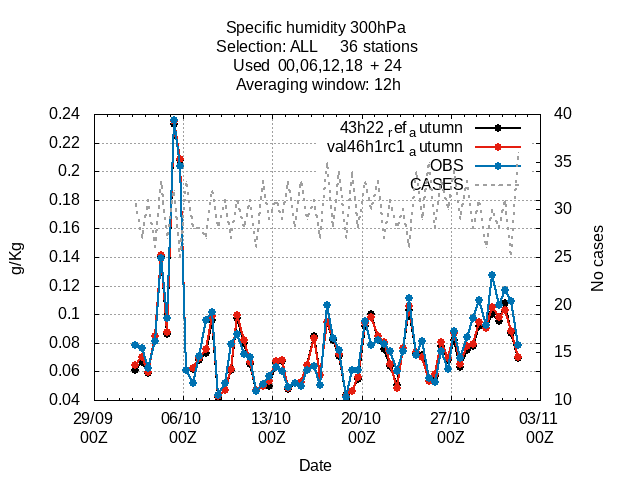 Specific humidity 300hPa
Selection: ALL 36 stations
Used 00,06,12,18 + 24
Averaging window: 12h
43h22 ref autumn
val46h1rc1 autumn
OBS
CASES
0.24
0.22
0.2
0.18
0.16
0.14
0.12
0.1
0.08
0.06
0.04
g/Kg
40
35
30
25
20
15
10
No cases
29/09 06/10 13/10 20/10 27/10 03/11
00Z 00Z 00Z 00Z 00Z 00Z
Date